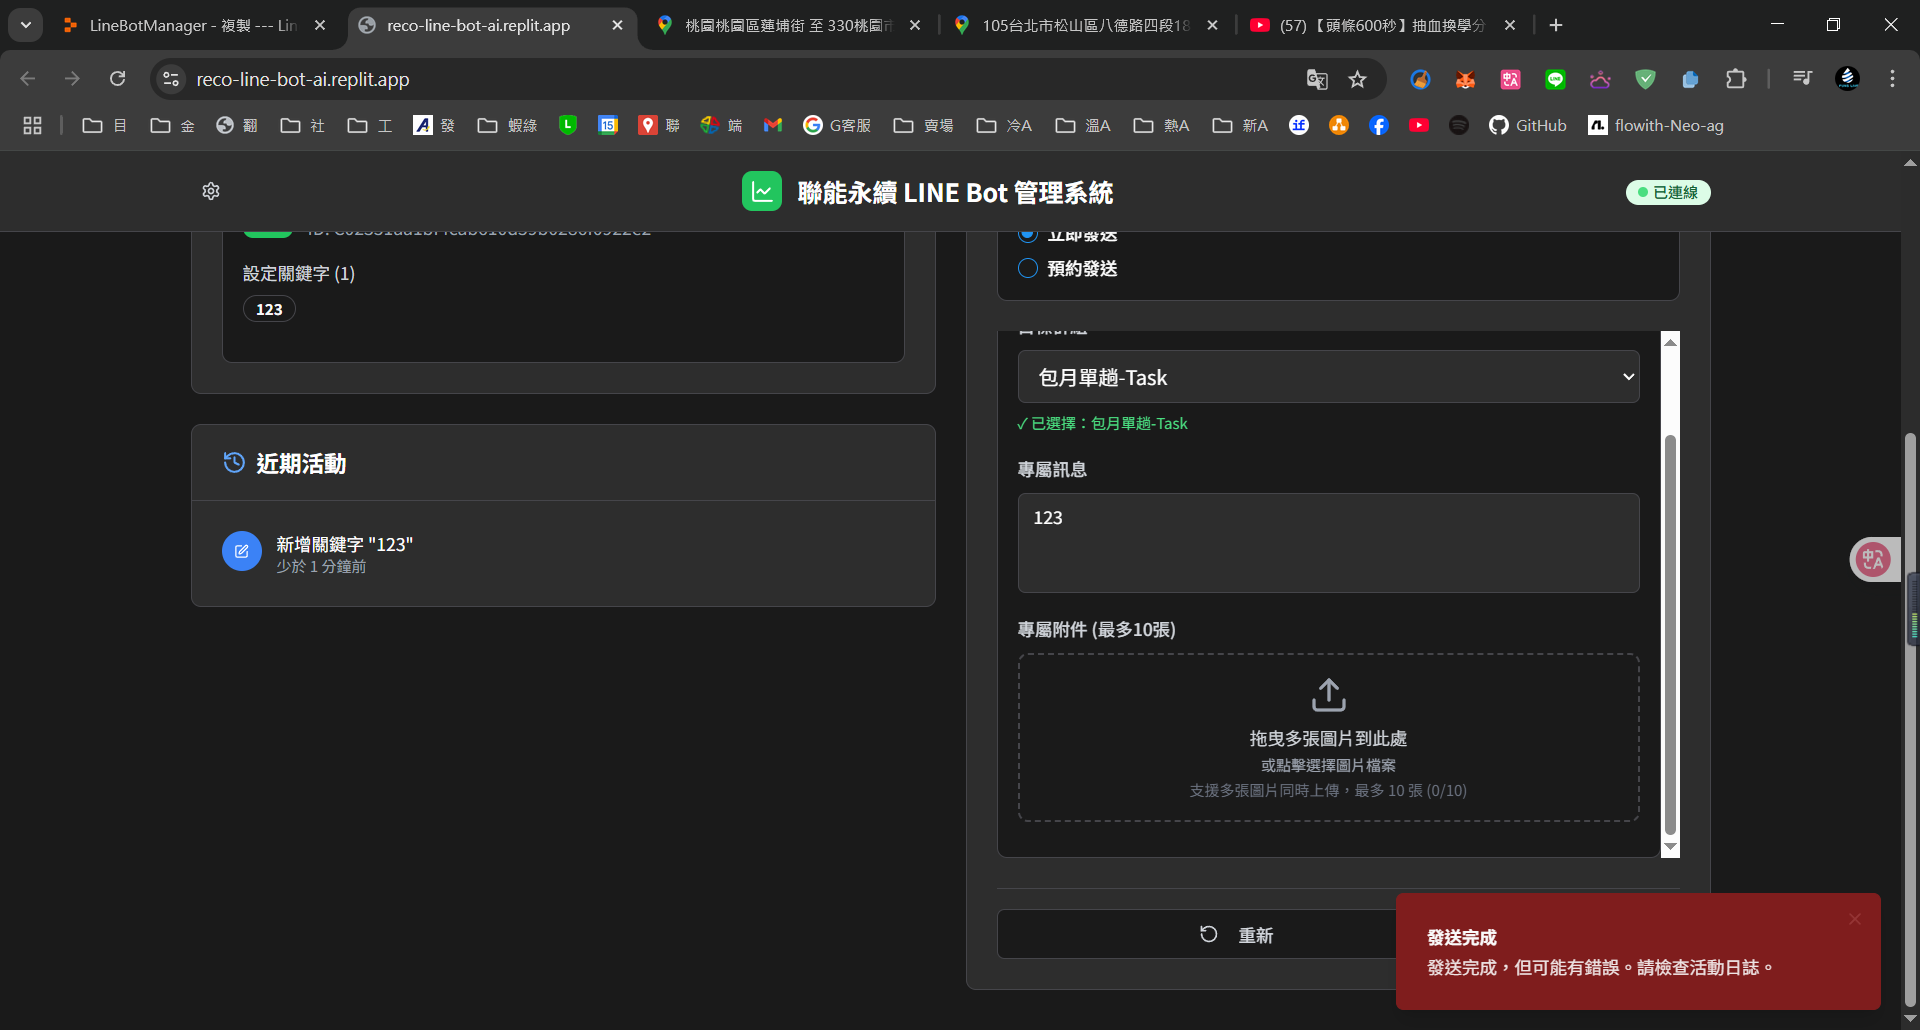 LineBotManager - 複製 --- Lin
reco-line-bot-ai.replit.app
桃園桃園區蓮埔街 至 330桃園市
105台北市松山區八德路四段18
(57) 【頭條600秒】抽血換學分
reco-line-bot-ai.replit.app
目
金
翻
社
工
發
蝦綠
聯
端
G客服
賣場
冷A
溫A
熱A
新A
GitHub
flowith-Neo-ag
聯能永續 LINE Bot 管理系統
已連線
設定關鍵字 (1)
123
近期活動
新增關鍵字 "123"
少於 1 分鐘前
立即發送
預約發送
包月單趟-Task
✓ 已選擇：包月單趟-Task
專屬訊息
123
專屬附件 (最多10張)
拖曳多張圖片到此處
或點擊選擇圖片檔案
支援多張圖片同時上傳，最多 10 張 (0/10)
重新
發送完成
發送完成，但可能有錯誤。請檢查活動日誌。